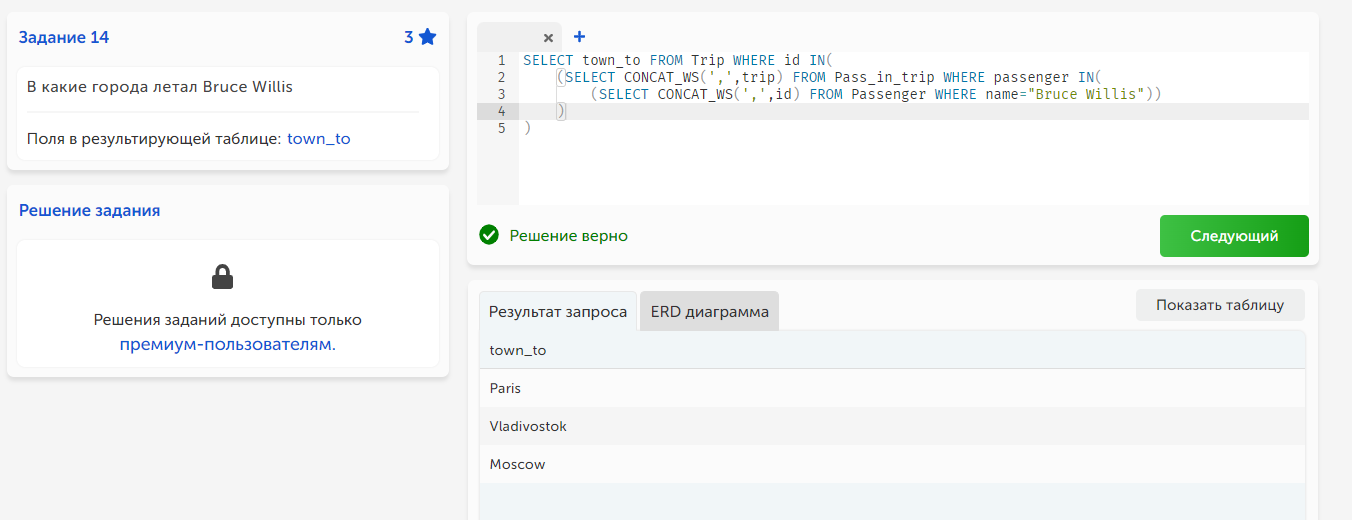 Задание 14
3
В какие города летал Bruce Willis
Поля в результирующей таблице: town_to
Решение задания
Решения заданий доступны только
премиум-пользователям.
× +
1 SELECT town_to FROM Trip WHERE id IN(
2 (SELECT CONCAT_WS(',',trip) FROM Pass_in_trip WHERE passenger IN(
3 (SELECT CONCAT_WS(',',id) FROM Passenger WHERE name="Bruce Willis"))
4 )
5 )
Решение верно
Следующий
Результат запроса
ERD диаграмма
Показать таблицу
town_to
Paris
Vladivostok
Moscow